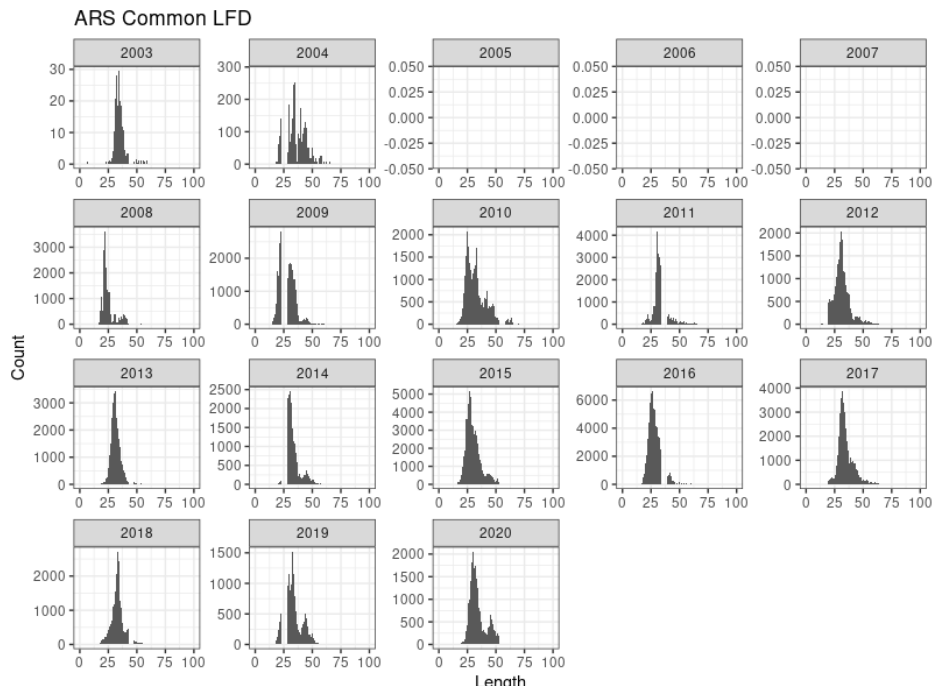 ARS Common LFD
2003 2004 2005 2006 2007
30 20 10 0
300 200 100 0
0.050 0.025 0.000 -0.025 -0.050
0.050 0.025 0.000 -0.025 -0.050
0.050 0.025 0.000 -0.025 -0.050
0 25 50 75 100 0 25 50 75 100 0 25 50 75 100 0 25 50 75 100 0 25 50 75 100
2008 2009 2010 2011 2012
3000 2000 1000 0
2000 1000 0
2000 1500 1000 500 0
4000 3000 2000 1000 0
2000 1500 1000 500 0
0 25 50 75 100 0 25 50 75 100 0 25 50 75 100 0 25 50 75 100 0 25 50 75 100
Count
2013 2014 2015 2016 2017
3000 2000 1000 0
2500 2000 1500 1000 500 0
5000 4000 3000 2000 1000 0
6000 4000 2000 0
4000 3000 2000 1000 0
0 25 50 75 100 0 25 50 75 100 0 25 50 75 100 0 25 50 75 100 0 25 50 75 100
2018 2019 2020
2000 1000 0
1500 1000 500 0
2000 1500 1000 500 0
0 25 50 75 100 0 25 50 75 100 0 25 50 75 100
Length